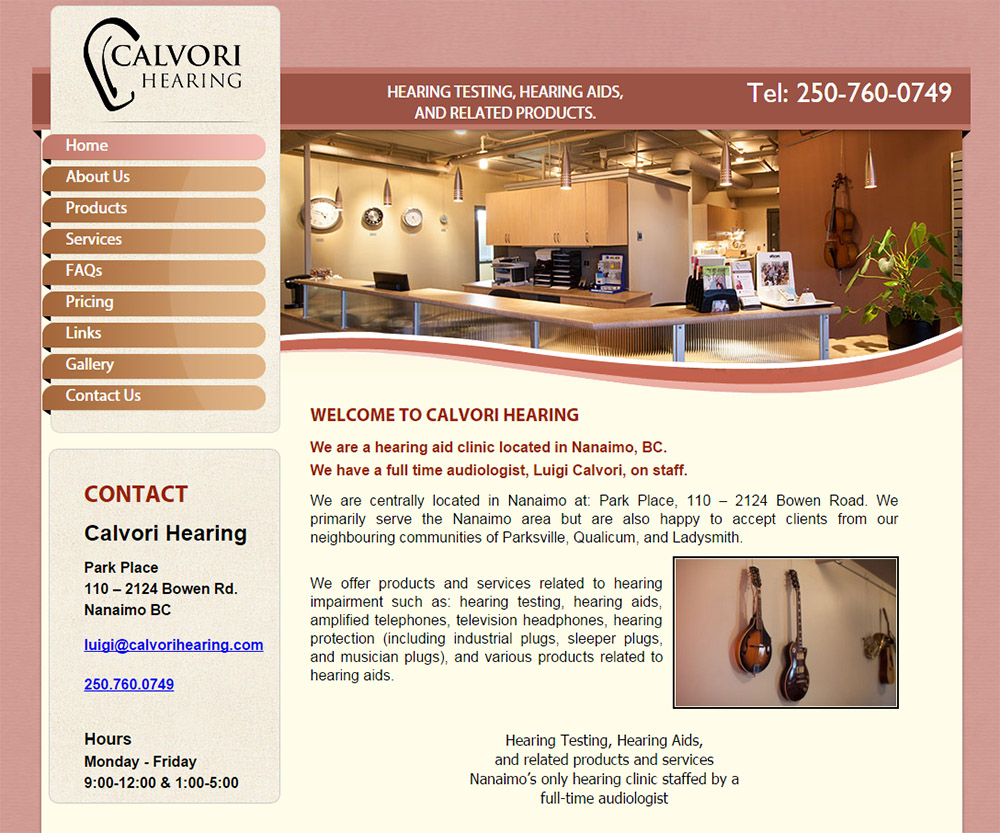 CALVORI
HEARING
HEARING TESTING, HEARING AIDS,
AND RELATED PRODUCTS.
Tel: 250-760-0749
Home
About Us
Products
Services
FAQs
Pricing
Links
Gallery
Contact Us
WELCOME TO CALVORI HEARING
We are a hearing aid clinic located in Nanaimo, BC.
We have a full time audiologist, Luigi Calvori, on staff.
We are centrally located in Nanaimo at: Park Place, 110 – 2124 Bowen Road. We
primarily serve the Nanaimo area but are also happy to accept clients from our
neighbouring communities of Parksville, Qualicum, and Ladysmith.
We offer products and services related to hearing
impairment such as: hearing testing, hearing aids,
amplified telephones, television headphones, hearing
protection (including industrial plugs, sleeper plugs,
and musician plugs), and various products related to
hearing aids.
Hearing Testing, Hearing Aids,
and related products and services
Nanaimo's only hearing clinic staffed by a
full-time audiologist
CONTACT
Calvori Hearing
Park Place
110 – 2124 Bowen Rd.
Nanaimo BC
luigi@calvorihearing.com
250.760.0749
Hours
Monday - Friday
9:00-12:00 & 1:00-5:00